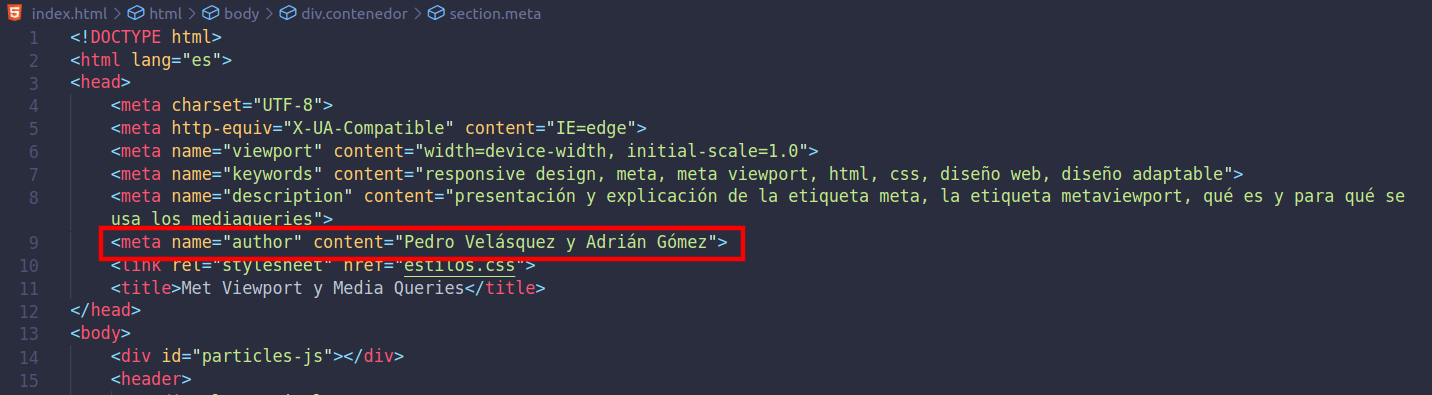 index.html > html > body > div.contenedor > section.meta
1 <!DOCTYPE html>
2 <html lang="es">
3 <head>
4 <meta charset="UTF-8">
5 <meta http-equiv="X-UA-Compatible" content="IE=edge">
6 <meta name="viewport" content="width=device-width, initial-scale=1.0">
7 <meta name="keywords" content="responsive design, meta, meta viewport, html, css, diseño web, diseño adaptable">
8 <meta name="description" content="presentación y explicación de la etiqueta meta, la etiqueta metaviewport, qué es y para qué se
usa los mediaqueries">
9 <meta name="author" content="Pedro Velásquez y Adrián Gómez">
10 <link rel="stylesheet" href="estilos.css">
11 <title>Met Viewport y Media Queries</title>
12 </head>
13 <body>
14 <div id="particles-js"></div>
15 <header>